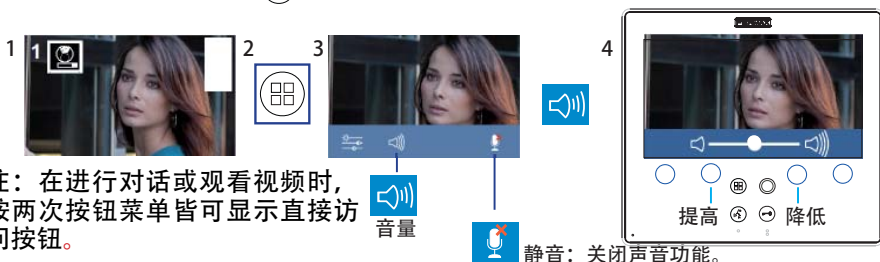 1
1
2
3
4
注：在进行对话或观看视频时,
按两次按钮菜单皆可显示直接访
问按钮。
音量
提高
降低
静音：关闭声音功能。